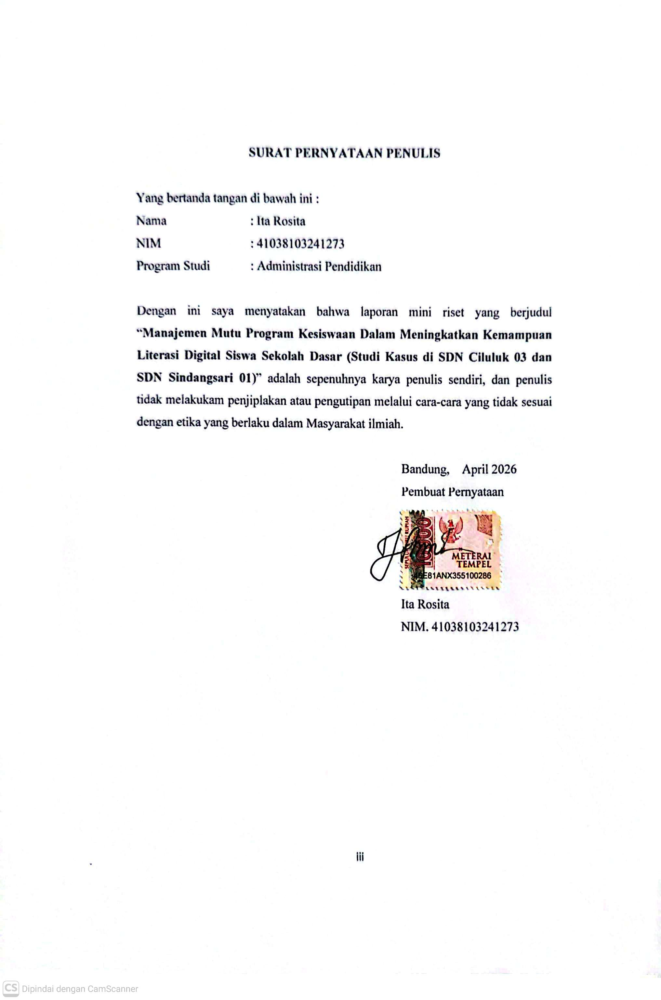 SURAT PERNYATAAN PENULIS
Yang bertanda tangan di bawah ini :
Nama : Ita Rosita
NIM : 41038103241273
Program Studi : Administrasi Pendidikan
Dengan ini saya menyatakan bahwa laporan mini riset yang berjudul
“Manajemen Mutu Program Kesiswaan Dalam Meningkatkan Kemampuan
Literasi Digital Siswa Sekolah Dasar (Studi Kasus di SDN Ciluluk 03 dan
SDN Sindangsari 01)” adalah sepenuhnya karya penulis sendiri, dan penulis
tidak melakukam penjiplakan atau pengutipan melalui cara-cara yang tidak sesuai
dengan etika yang berlaku dalam Masyarakat ilmiah.
Bandung, April 2026
Pembuat Pernyataan
RUPIAH
METERAI
TEMPEL
E81ANX355100286
Ita Rosita
NIM. 41038103241273
iii
CS Dipindai dengan CamScanner